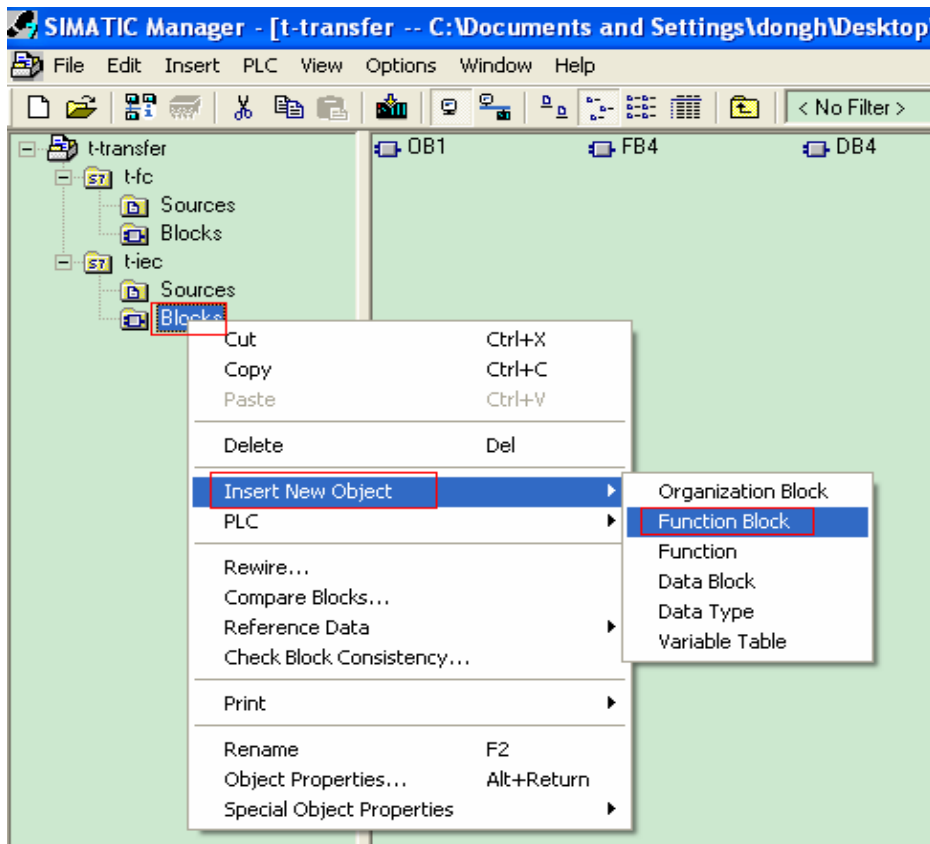 SIMATIC Manager - [t-transfer -- C:\Documents and Settings\dongh\Desktop
File Edit Insert PLC View Options Window Help
< No Filter >
t-transfer
t-fc
Sources
Blocks
t-iec
Sources
Blocks
OB1 FB4 DB4
Cut Ctrl+X
Copy Ctrl+C
Paste Ctrl+V
Delete Del
Insert New Object
PLC
Rewire...
Compare Blocks...
Reference Data
Check Block Consistency...
Print
Rename F2
Object Properties... Alt+Return
Special Object Properties
Organization Block
Function Block
Function
Data Block
Data Type
Variable Table